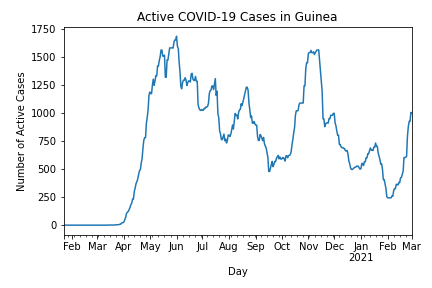 Active COVID-19 Cases in Guinea
Number of Active Cases
1750
1500
1250
1000
750
500
250
0
Feb Mar Apr May Jun Jul Aug Sep Oct Nov Dec Jan Feb Mar
2021
Day